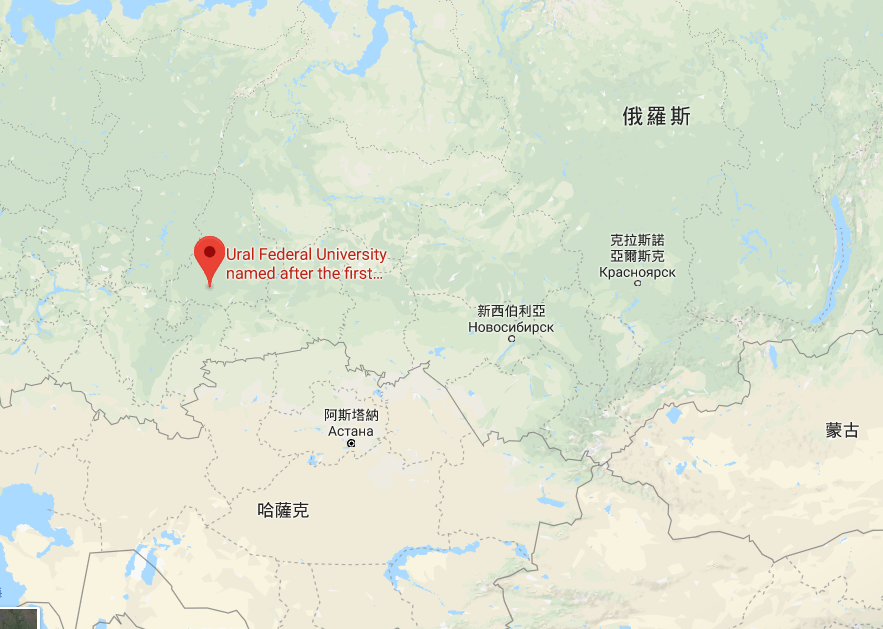 俄羅斯
克拉斯諾
亞爾斯克
Красноярск
Ural Federal University
named after the first...
新西伯利亞
Новосибирск
阿斯塔納
Астана
蒙古
哈薩克